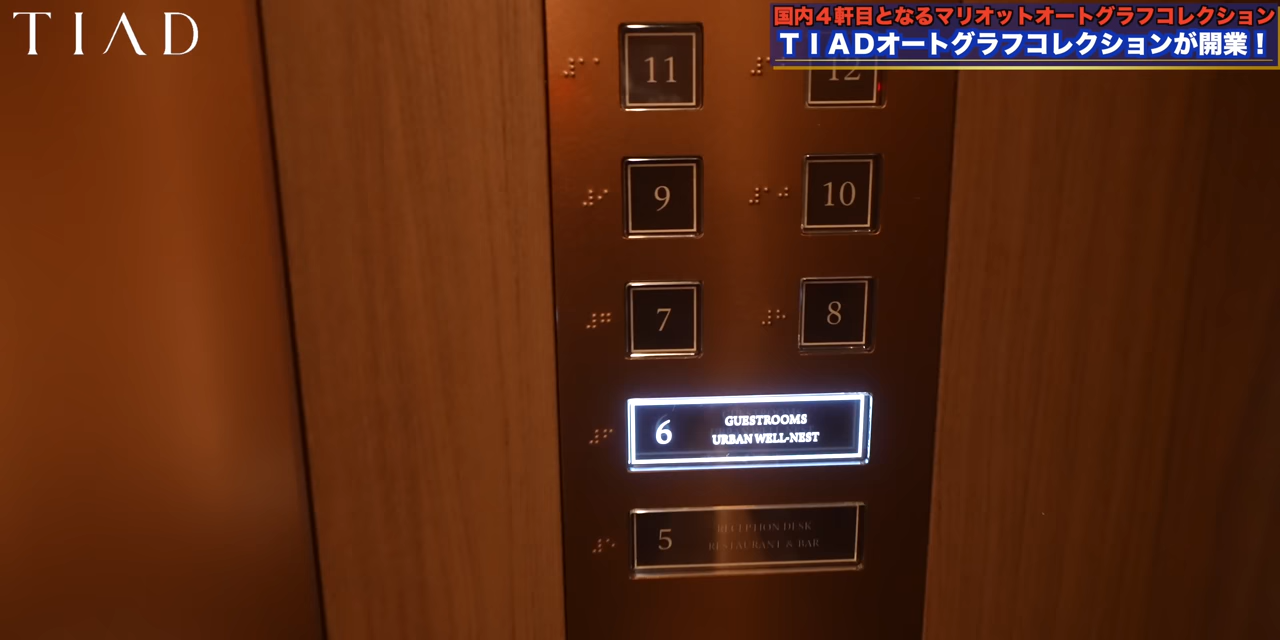 TIAD
国内4軒目となるマリオットオートグラフコレクション
TIADオートグラフコレクションが開業!
11
12
9
10
7
8
6
GUESTROOMS
URBAN WELL-NEST
5
RECEPTION DESK
RESTAURANT & BAR